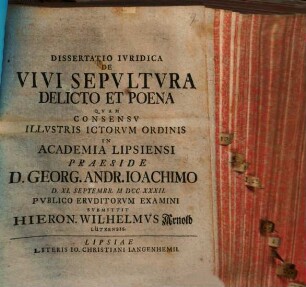 DISSERTATIO IVRIDICA
DE
VIVI SEPVLTVRA
DELICTO ET POENA
QVAM
CONSENSV
ILLVSTRIS ICTORVM ORDINIS
IN
ACADEMIA LIPSIENSI
PRAESIDE
D. GEORG. ANDR. IOACHIMO
D. XI. SEPTEMBR. M DCC XXXII.
PVBLICO ERVDITORVM EXAMINI
SVBMITTIT
HIERON. WILHELMVS Arnold
LIPSIAE
LITERIS IO. CHRISTIANI LANGENHEMII.